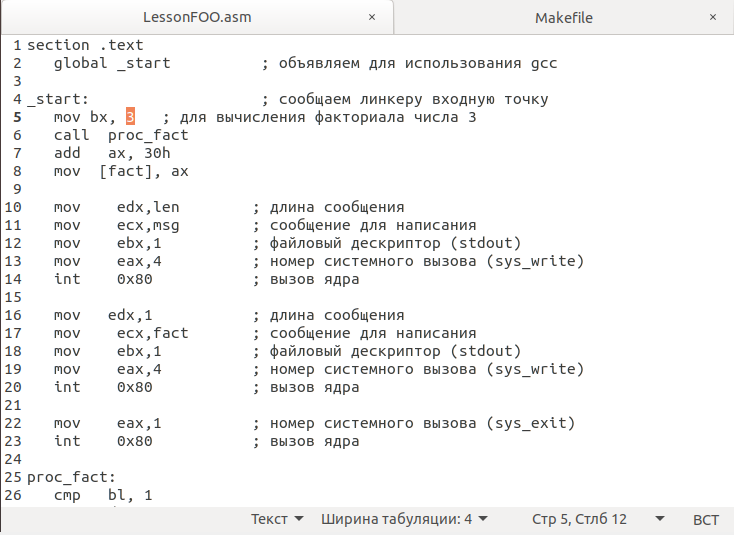 LessonFOO.asm × Makefile ×
1 section .text
2    global _start          ; объявляем для использования gcc
3
4 _start:                   ; сообщаем линкеру входную точку
5    mov bx, 3   ; для вычисления факториала числа 3
6    call  proc_fact
7    add   ax, 30h
8    mov  [fact], ax
9
10    mov    edx,len        ; длина сообщения
11    mov    ecx,msg        ; сообщение для написания
12    mov    ebx,1          ; файловый дескриптор (stdout)
13    mov    eax,4          ; номер системного вызова (sys_write)
14    int    0x80           ; вызов ядра
15
16    mov   edx,1           ; длина сообщения
17    mov    ecx,fact       ; сообщение для написания
18    mov    ebx,1          ; файловый дескриптор (stdout)
19    mov    eax,4          ; номер системного вызова (sys_write)
20    int    0x80           ; вызов ядра
21
22    mov    eax,1          ; номер системного вызова (sys_exit)
23    int    0x80           ; вызов ядра
24
25 proc_fact:
26    cmp   bl, 1
Текст Ширина табуляции: 4 Стр 5, Стлб 12 ВСТ